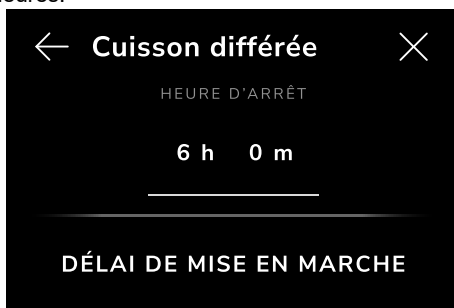 Cuisson différée
HEURE D'ARRÊT
6 h 0 m
DÉLAI DE MISE EN MARCHE